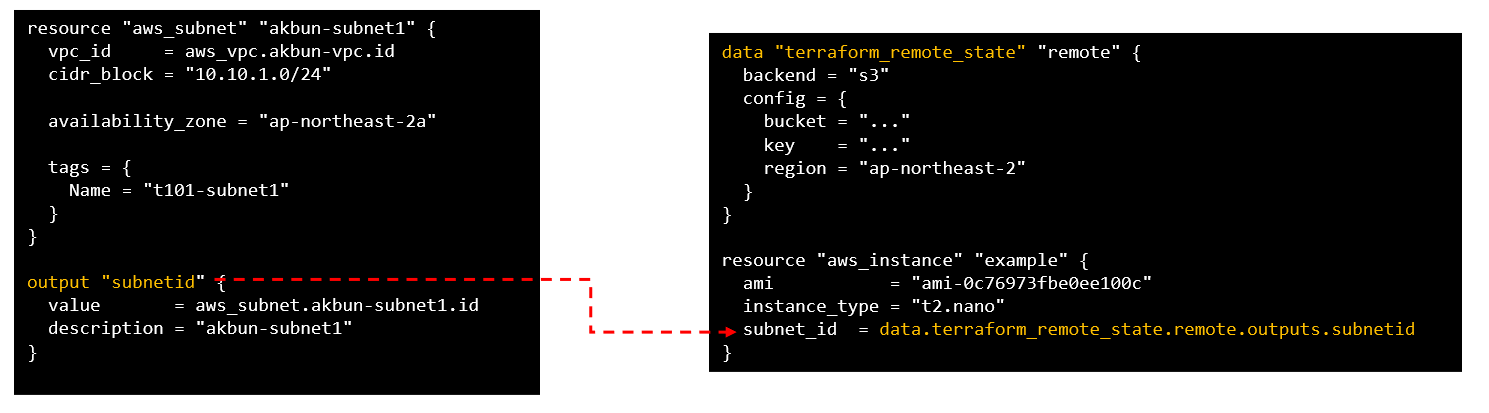 resource "aws_subnet" "akbun-subnet1" {
  vpc_id     = aws_vpc.akbun-vpc.id
  cidr_block = "10.10.1.0/24"

  availability_zone = "ap-northeast-2a"

  tags = {
    Name = "t101-subnet1"
  }
}

output "subnetid" {
  value       = aws_subnet.akbun-subnet1.id
  description = "akbun-subnet1"
}

data "terraform_remote_state" "remote" {
  backend = "s3"
  config = {
    bucket = "..."
    key    = "..."
    region = "ap-northeast-2"
  }
}

resource "aws_instance" "example" {
  ami           = "ami-0c76973fbe0ee100c"
  instance_type = "t2.nano"
  subnet_id  = data.terraform_remote_state.remote.outputs.subnetid
}